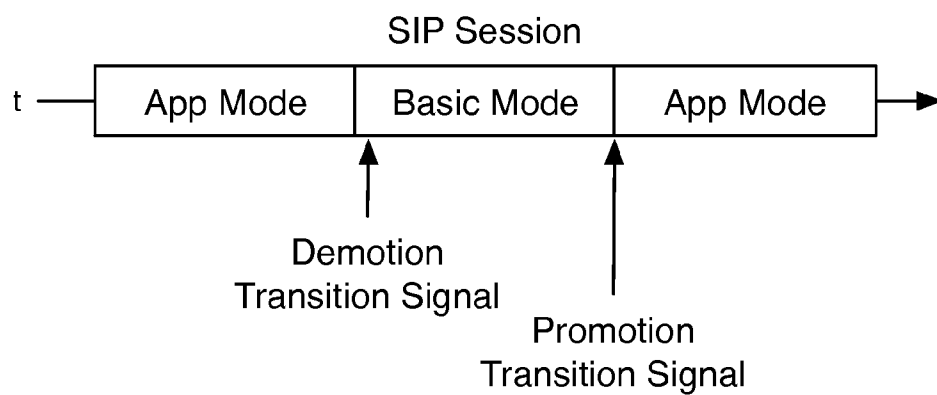 SIP Session
t
App Mode
Basic Mode
App Mode
Demotion
Transition Signal
Promotion
Transition Signal